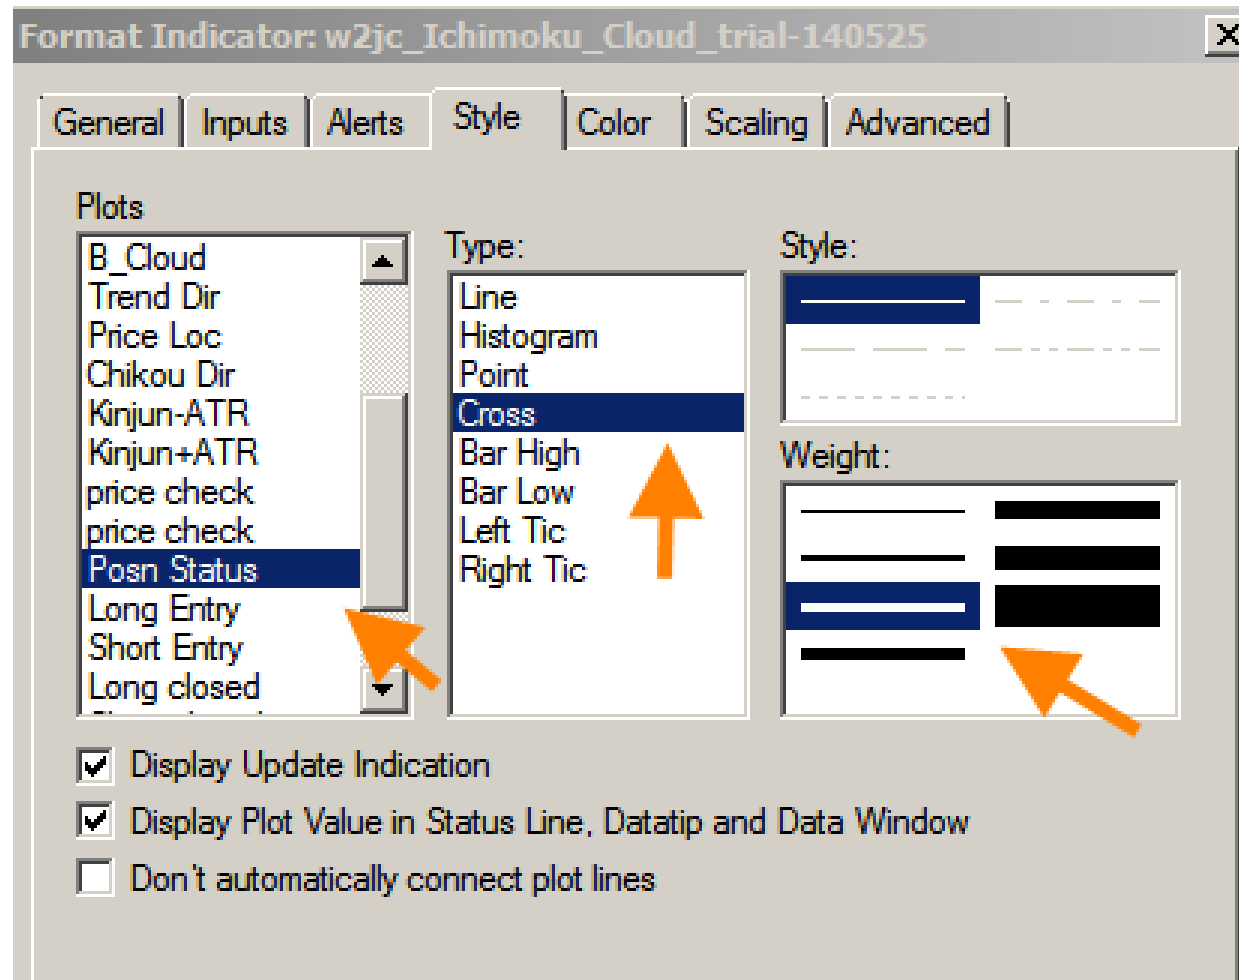 Format Indicator: w2jc_Ichimoku_Cloud_trial-140525
General Inputs Alerts Style Color Scaling Advanced
Plots
B_Cloud
Trend Dir
Price Loc
Chikou Dir
Kinjun-ATR
Kinjun+ATR
price check
price check
Posn Status
Long Entry
Short Entry
Long closed
Type:
Line
Histogram
Point
Cross
Bar High
Bar Low
Left Tic
Right Tic
Style:
Weight:
Display Update Indication
Display Plot Value in Status Line, Datatip and Data Window
Don't automatically connect plot lines